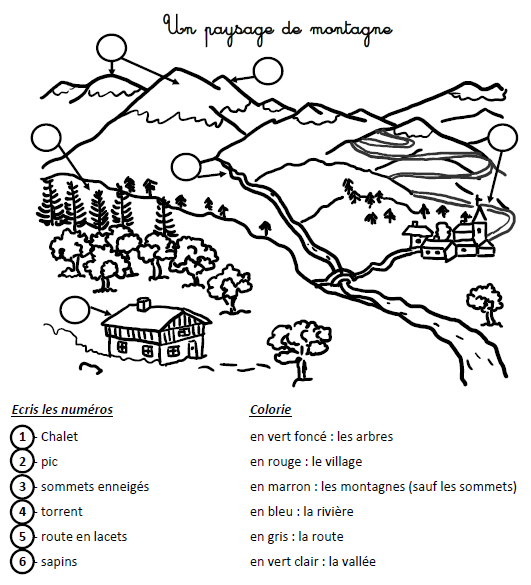 Un paysage de montagne
Ecris les numéros
1 - Chalet
2 - pic
3 - sommets enneigés
4 - torrent
5 - route en lacets
6 - sapins
Colorie
en vert foncé : les arbres
en rouge : le village
en marron : les montagnes (sauf les sommets)
en bleu : la rivière
en gris : la route
en vert clair : la vallée